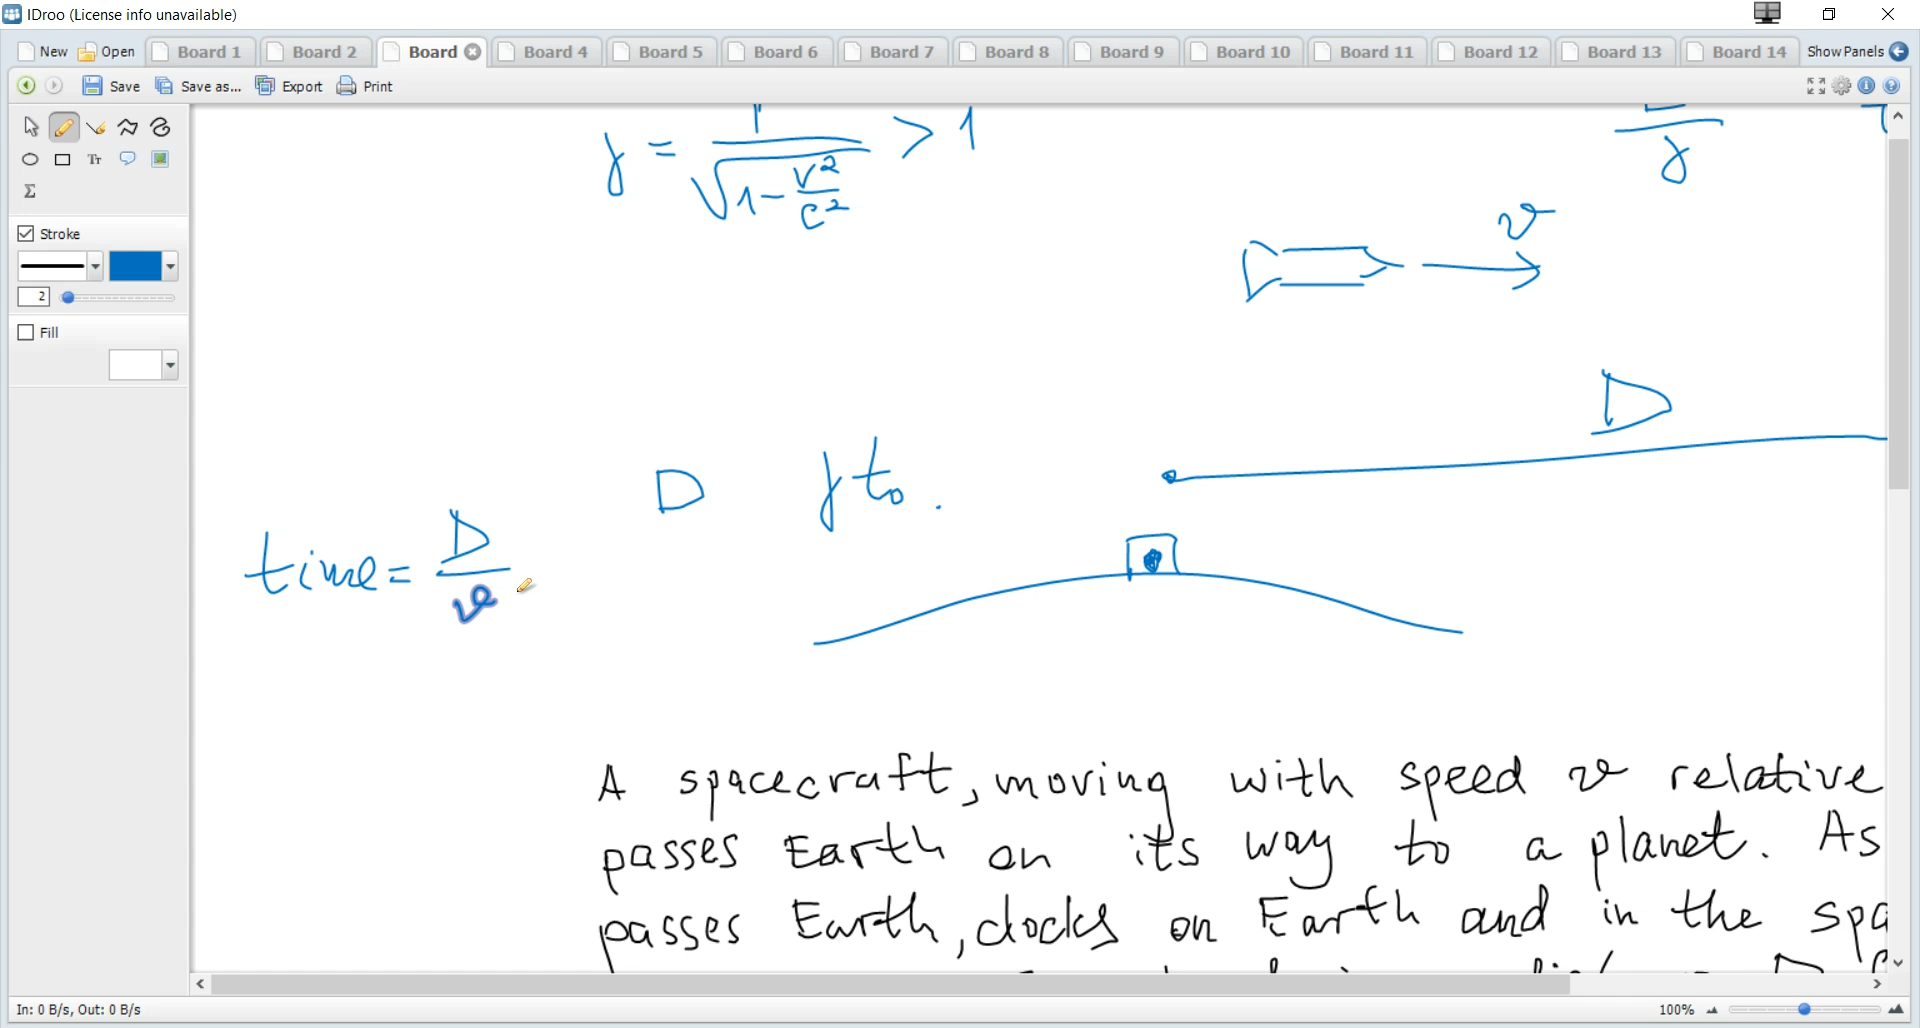 IDroo (License info unavailable)
New Open Board 1 Board 2 Board Board 4 Board 5 Board 6 Board 7 Board 8 Board 9 Board 10 Board 11 Board 12 Board 13 Board 14 Show Panels
Save Save as... Export Print
Tr
Σ
Stroke
2
Fill
γ = 1/√(1 - v²/c²) > 1
γ
v
D
D γt₀.
time = D/v
A spacecraft, moving with speed v relative
passes Earth on its way to a planet. As
passes Earth, clocks on Earth and in the spa
In: 0 B/s, Out: 0 B/s 100%